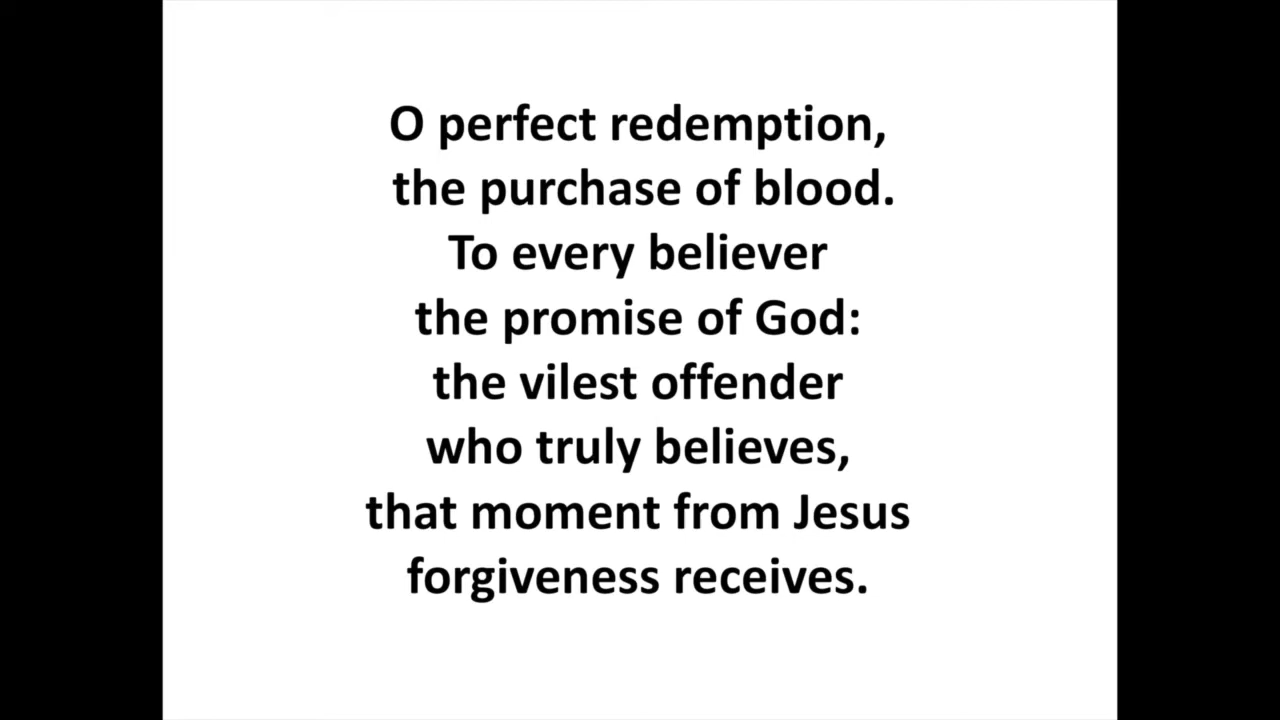 O perfect redemption,
the purchase of blood.
To every believer
the promise of God:
the vilest offender
who truly believes,
that moment from Jesus
forgiveness receives.